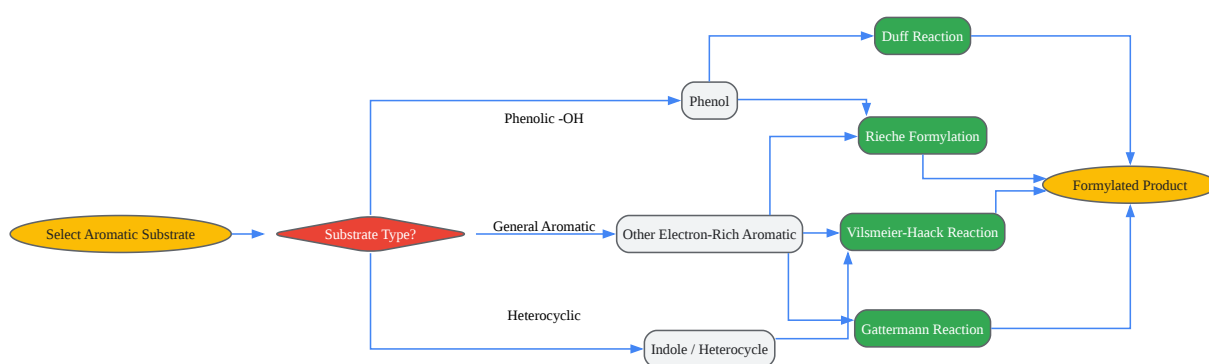 Duff Reaction
Phenol
Phenolic -OH
Rieche Formylation
Formylated Product
Select Aromatic Substrate
Substrate Type?
General Aromatic
Other Electron-Rich Aromatic
Vilsmeier-Haack Reaction
Heterocyclic
Gattermann Reaction
Indole / Heterocycle